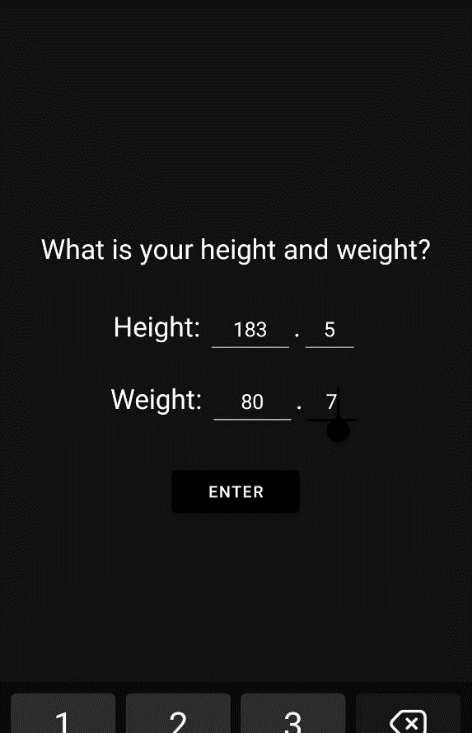 What is your height and weight?
Height: 183 . 5
Weight: 80 . 7
ENTER
1 2 3